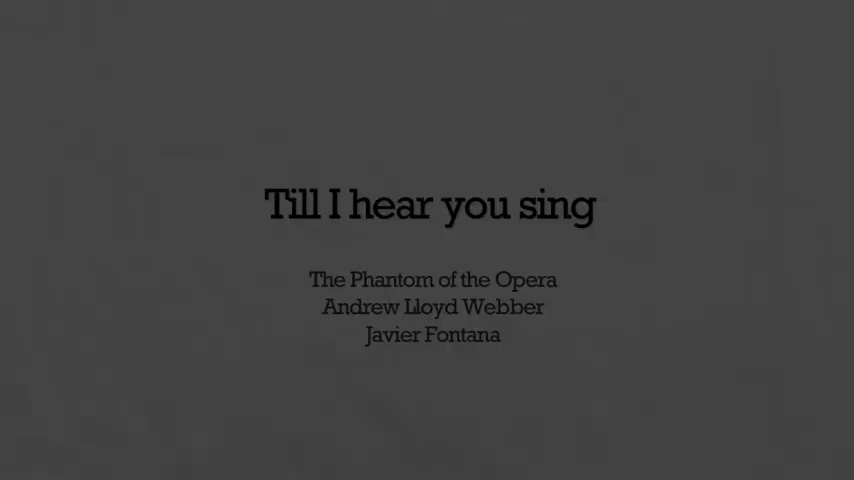 Till I hear you sing
The Phantom of the Opera
Andrew Lloyd Webber
Javier Fontana